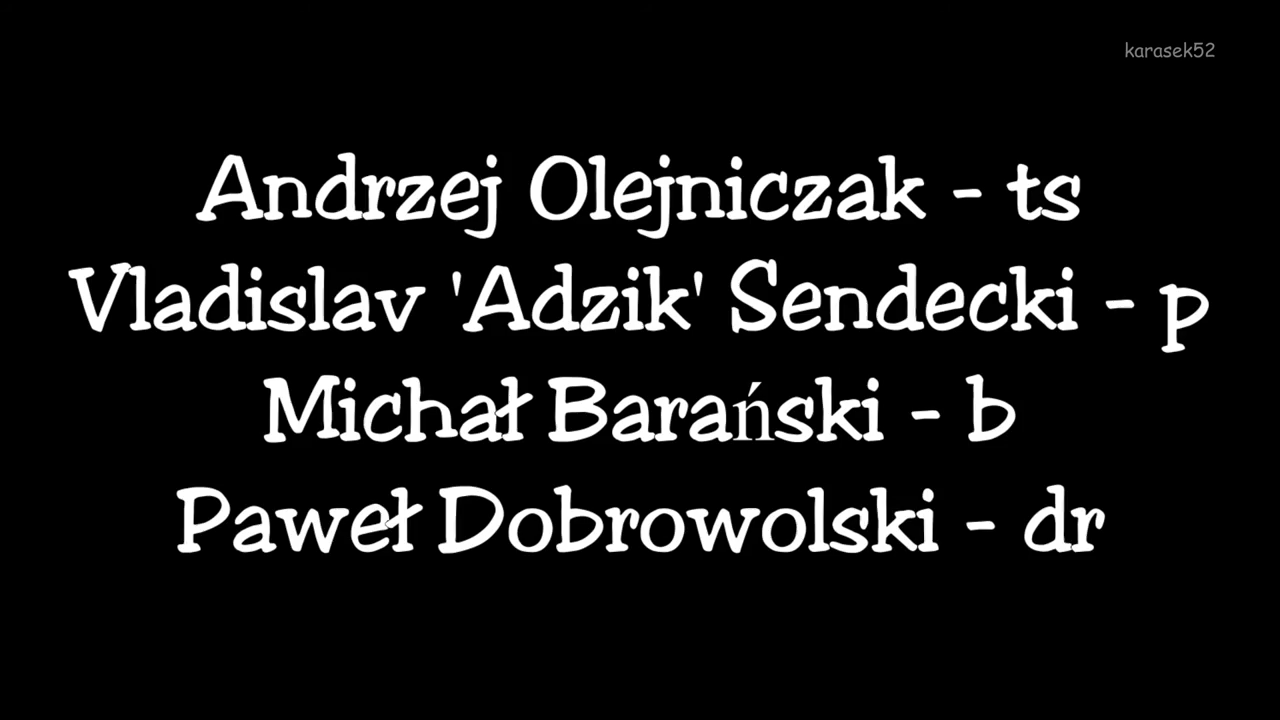 karasek52
Andrzej Olejniczak - ts
Vladislav 'Adzik' Sendecki - p
Michał Barański - b
Paweł Dobrowolski - dr